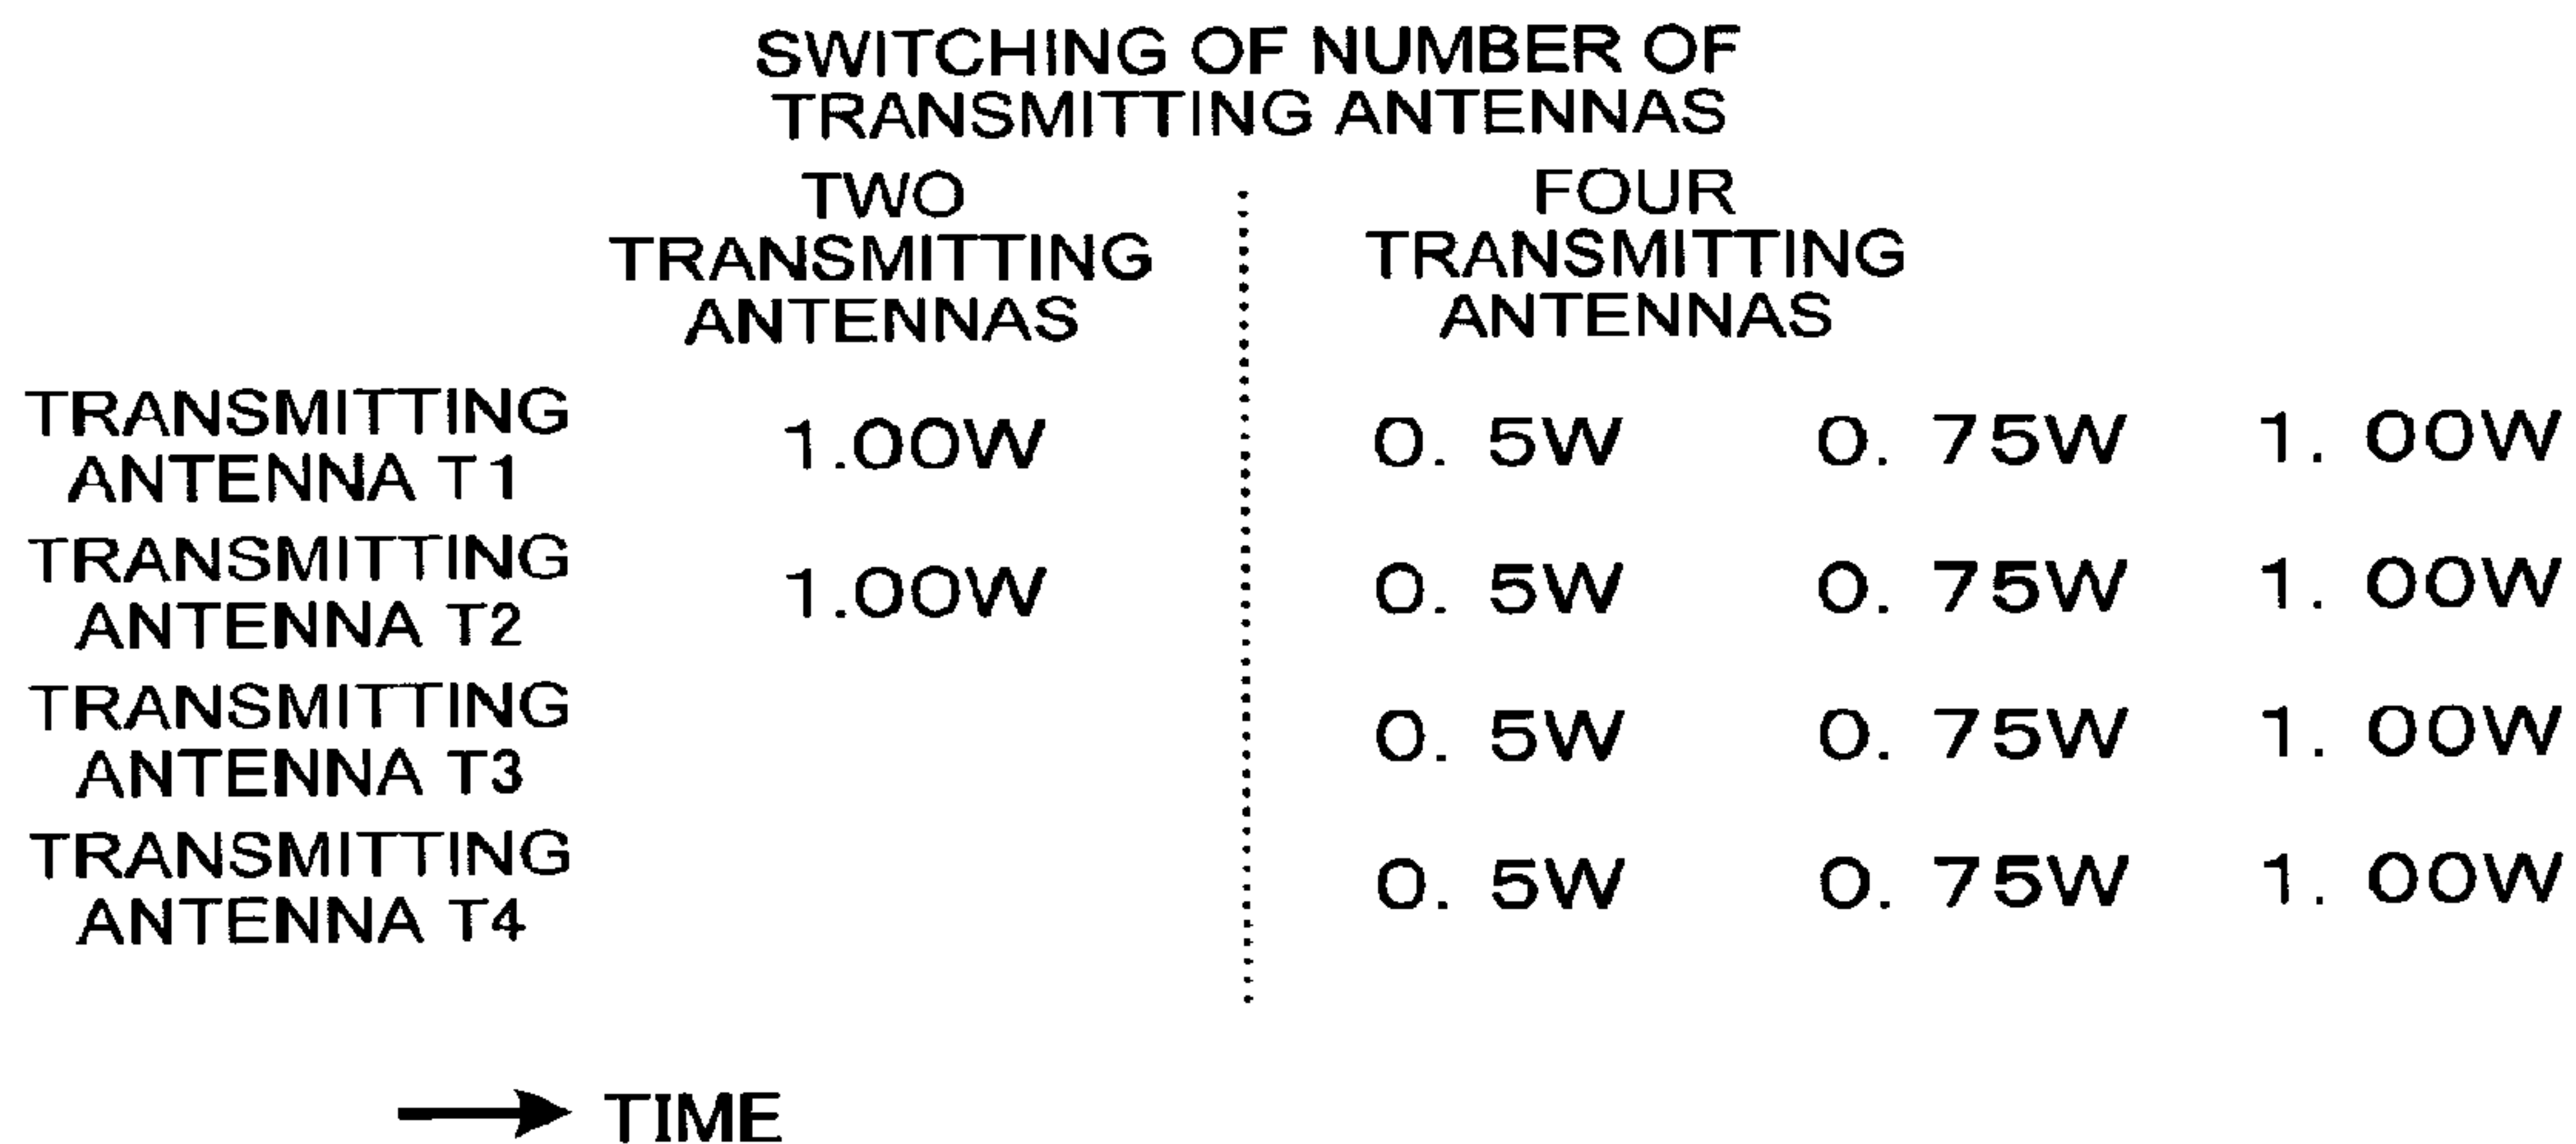 SWITCHING OF NUMBER OF
TRANSMITTING ANTENNAS
TWO
TRANSMITTING
ANTENNAS
FOUR
TRANSMITTING
ANTENNAS
TRANSMITTING
ANTENNA T1
1.00W 0. 5W 0. 75W 1. 00W
TRANSMITTING
ANTENNA T2
1.00W 0. 5W 0. 75W 1. 00W
TRANSMITTING
ANTENNA T3
0. 5W 0. 75W 1. 00W
TRANSMITTING
ANTENNA T4
0. 5W 0. 75W 1. 00W
TIME